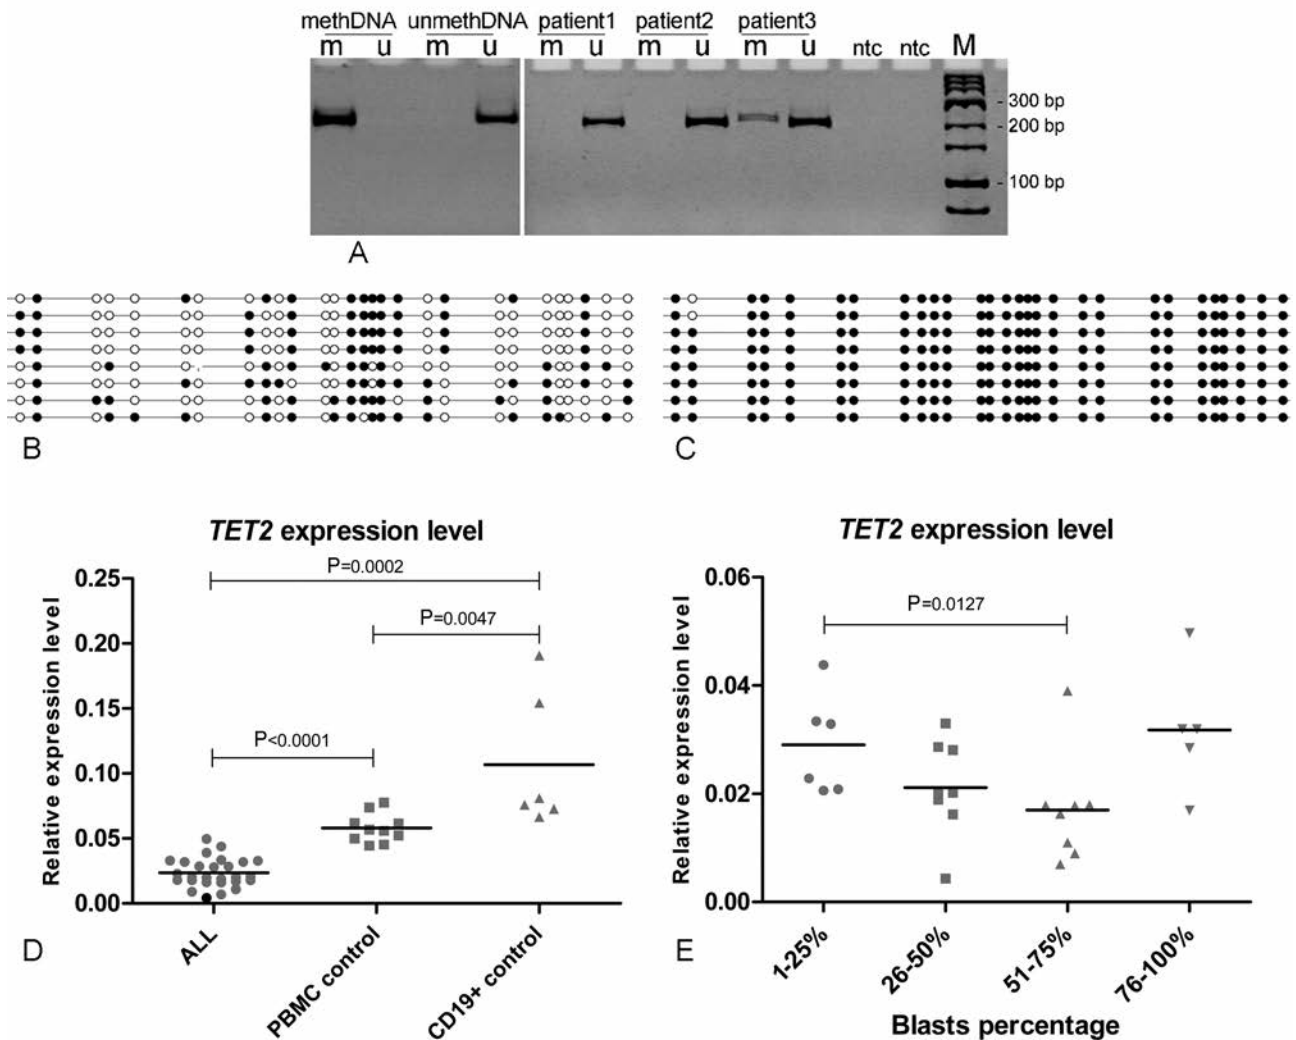 methDNA unmethDNA patient1 patient2 patient3
m u m u m u m u m u ntc ntc M
- 300 bp
- 200 bp
- 100 bp
A
B
C
TET2 expression level
P=0.0002
P=0.0047
P<0.0001
0.25
0.20
0.15
0.10
0.05
0.00
Relative expression level
ALL
PBMC control
CD19+ control
D
TET2 expression level
P=0.0127
0.06
0.04
0.02
0.00
Relative expression level
1-25%
26-50%
51-75%
76-100%
Blasts percentage
E